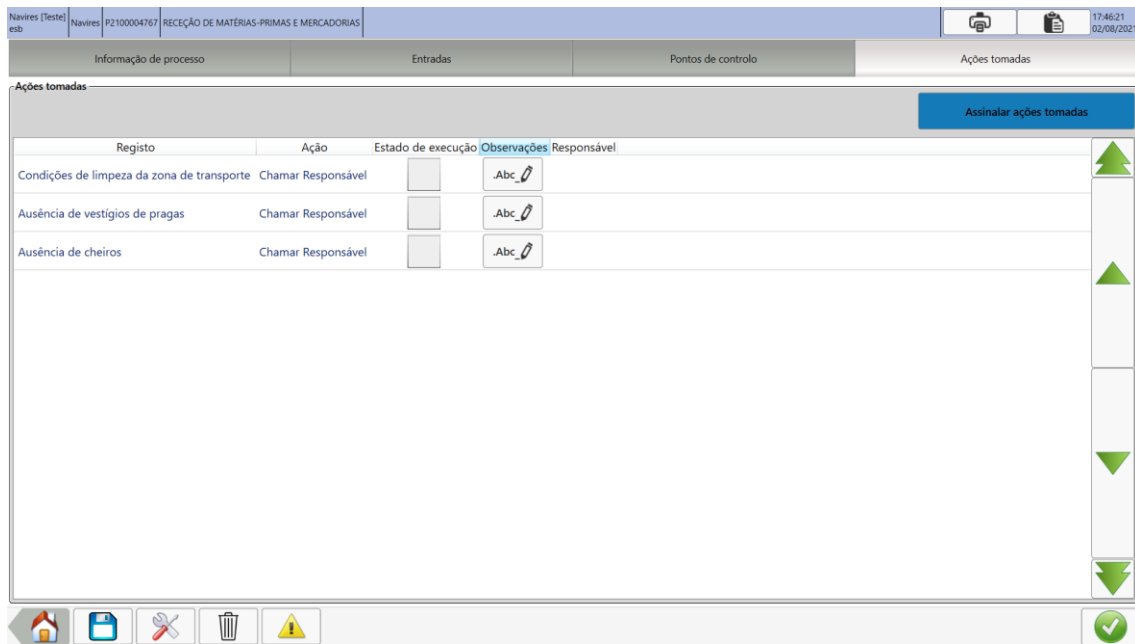 Navires [Teste] Navires P2100004767 RECEÇÃO DE MATÉRIAS-PRIMAS E MERCADORIAS 17:46:21
esb 02/08/2021
Informação de processo Entradas Pontos de controlo Ações tomadas
Ações tomadas
Assinalar ações tomadas
Registo Ação Estado de execução Observações Responsável
Condições de limpeza da zona de transporte Chamar Responsável .Abc_
Ausência de vestígios de pragas Chamar Responsável .Abc_
Ausência de cheiros Chamar Responsável .Abc_